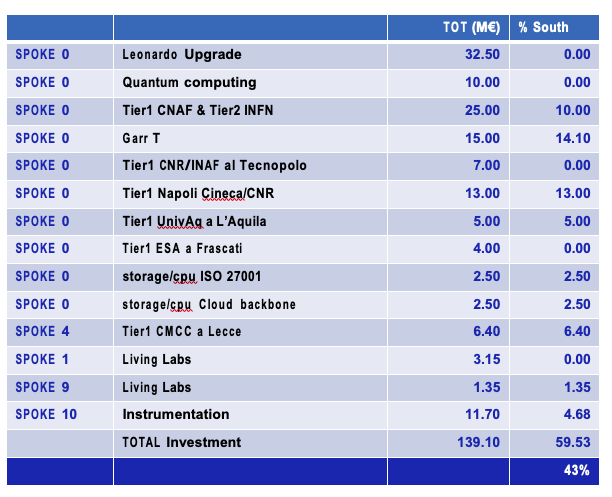 TOT (M€) % South
SPOKE 0 Leonardo Upgrade 32.50 0.00
SPOKE 0 Quantum computing 10.00 0.00
SPOKE 0 Tier1 CNAF & Tier2 INFN 25.00 10.00
SPOKE 0 Garr T 15.00 14.10
SPOKE 0 Tier1 CNR/INAF al Tecnopolo 7.00 0.00
SPOKE 0 Tier1 Napoli Cineca/CNR 13.00 13.00
SPOKE 0 Tier1 UnivAq a L'Aquila 5.00 5.00
SPOKE 0 Tier1 ESA a Frascati 4.00 0.00
SPOKE 0 storage/cpu ISO 27001 2.50 2.50
SPOKE 0 storage/cpu Cloud backbone 2.50 2.50
SPOKE 4 Tier1 CMCC a Lecce 6.40 6.40
SPOKE 1 Living Labs 3.15 0.00
SPOKE 9 Living Labs 1.35 1.35
SPOKE 10 Instrumentation 11.70 4.68
TOTAL Investment 139.10 59.53
43%